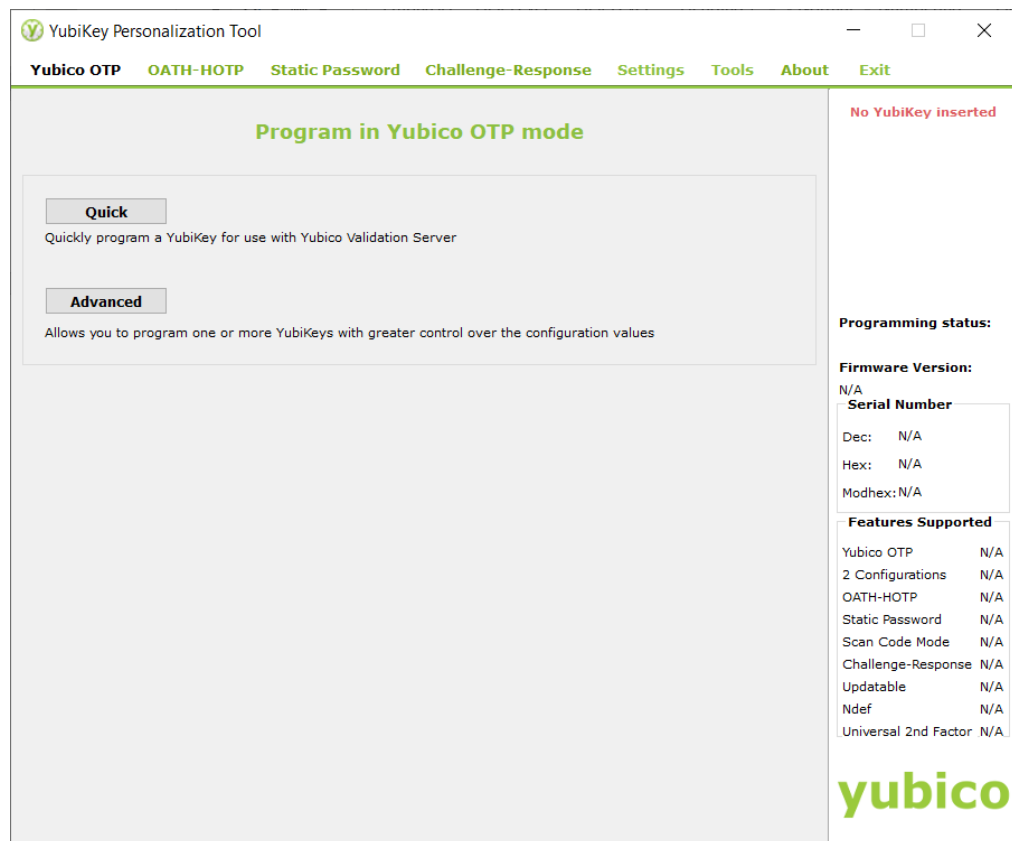 YubiKey Personalization Tool
Yubico OTP OATH-HOTP Static Password Challenge-Response Settings Tools About Exit
Program in Yubico OTP mode
Quick
Quickly program a YubiKey for use with Yubico Validation Server
Advanced
Allows you to program one or more YubiKeys with greater control over the configuration values
No YubiKey inserted
Programming status:
Firmware Version:
N/A
Serial Number
Dec: N/A
Hex: N/A
Modhex: N/A
Features Supported
Yubico OTP N/A
2 Configurations N/A
OATH-HOTP N/A
Static Password N/A
Scan Code Mode N/A
Challenge-Response N/A
Updatable N/A
Ndef N/A
Universal 2nd Factor N/A
yubico